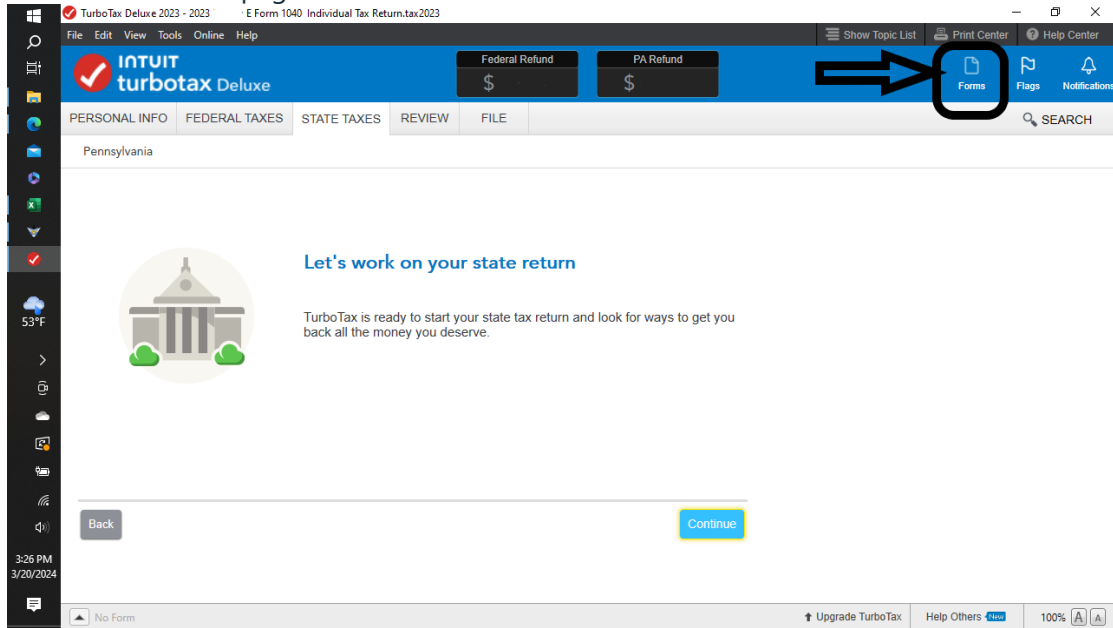 TurboTax Deluxe 2023 - 2023 E Form 1040 Individual Tax Return.tax2023
File Edit View Tools Online Help
Show Topic List
Print Center
Help Center
INTUIT
turbotax Deluxe
Federal Refund
$
PA Refund
$
Forms
Flags
Notifications
PERSONAL INFO FEDERAL TAXES STATE TAXES REVIEW FILE
SEARCH
Pennsylvania
Let's work on your state return
TurboTax is ready to start your state tax return and look for ways to get you
back all the money you deserve.
Back
Continue
53°F
3:26 PM
3/20/2024
No Form
Upgrade TurboTax
Help Others New
100% A A